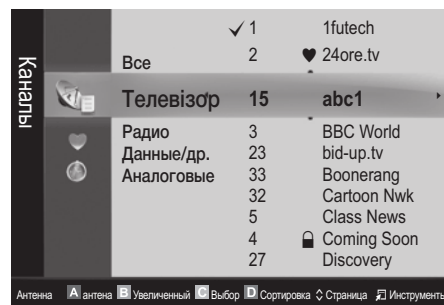 Каналы
1 1futech
Все 2 24ore.tv
Телевізор 15 abc1
Радио 3 BBC World
Данные/др. 23 bid-up.tv
Аналоговые 33 Boonerang
32 Cartoon Nwk
5 Class News
4 Coming Soon
27 Discovery
Антенна A антена B Увеличенный C Выбор D Сортировка Страница Инструменты